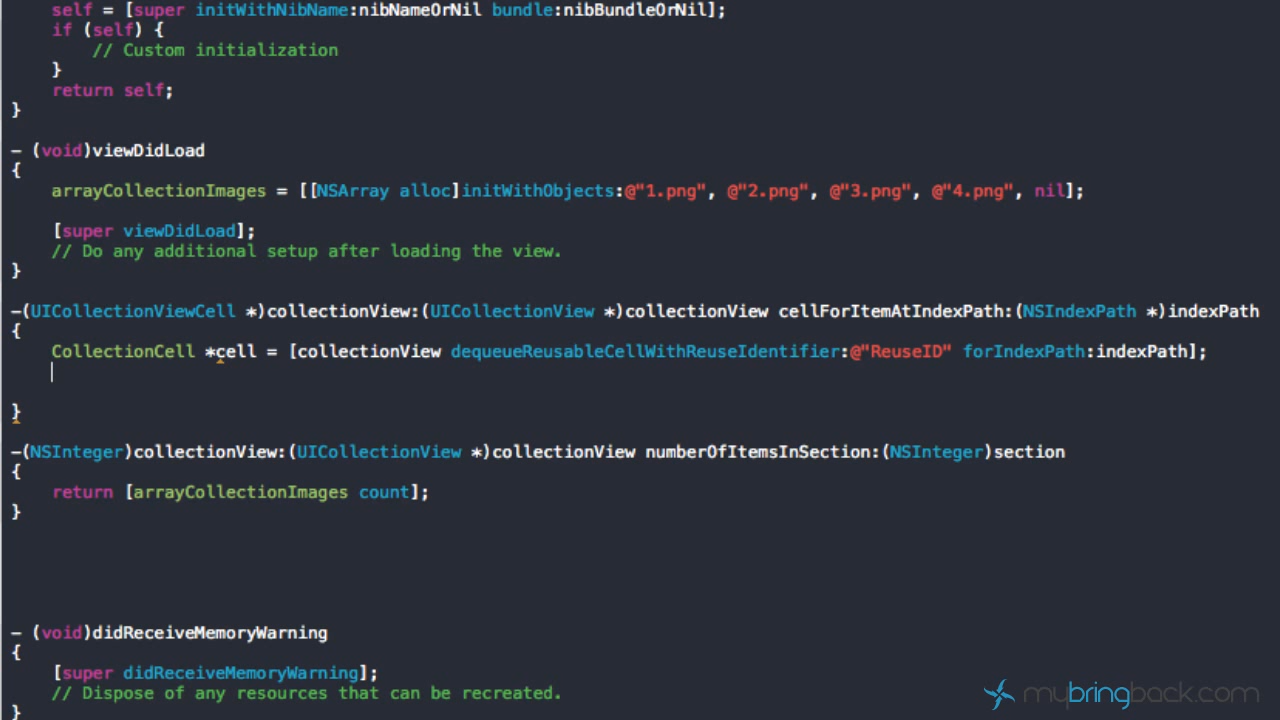 self = [super initWithNibName:nibNameOrNil bundle:nibBundleOrNil];
if (self) {
// Custom initialization
}
return self;
}
- (void)viewDidLoad
{
arrayCollectionImages = [[NSArray alloc]initWithObjects:@"1.png", @"2.png", @"3.png", @"4.png", nil];
[super viewDidLoad];
// Do any additional setup after loading the view.
}
-(UICollectionViewCell *)collectionView:(UICollectionView *)collectionView cellForItemAtIndexPath:(NSIndexPath *)indexPath
{
CollectionCell *cell = [collectionView dequeueReusableCellWithReuseIdentifier:@"ReuseID" forIndexPath:indexPath];
}
-(NSInteger)collectionView:(UICollectionView *)collectionView numberOfItemsInSection:(NSInteger)section
{
return [arrayCollectionImages count];
}
- (void)didReceiveMemoryWarning
{
[super didReceiveMemoryWarning];
// Dispose of any resources that can be recreated.
}
mybringback.com